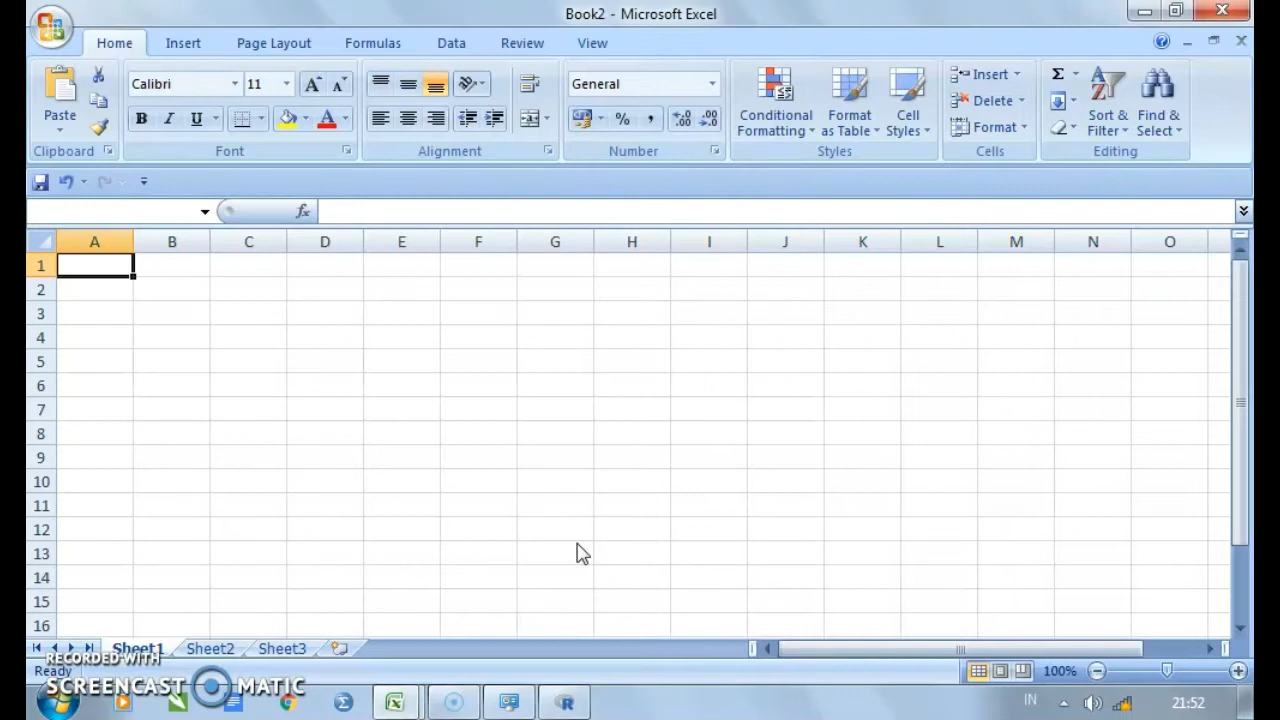 Book2 - Microsoft Excel
Home Insert Page Layout Formulas Data Review View
Calibri 11 General Insert
Paste B I U A % , Conditional Formatting Format as Table Cell Styles Delete Sort & Filter Find & Select
Format
Clipboard Font Alignment Number Styles Cells Editing
fx
A B C D E F G H I J K L M N O
1
2
3
4
5
6
7
8
9
10
11
12
13
14
15
16
Sheet1 Sheet2 Sheet3
RECORDED WITH
Ready 100%
SCREENCAST MATIC
IN 21:52